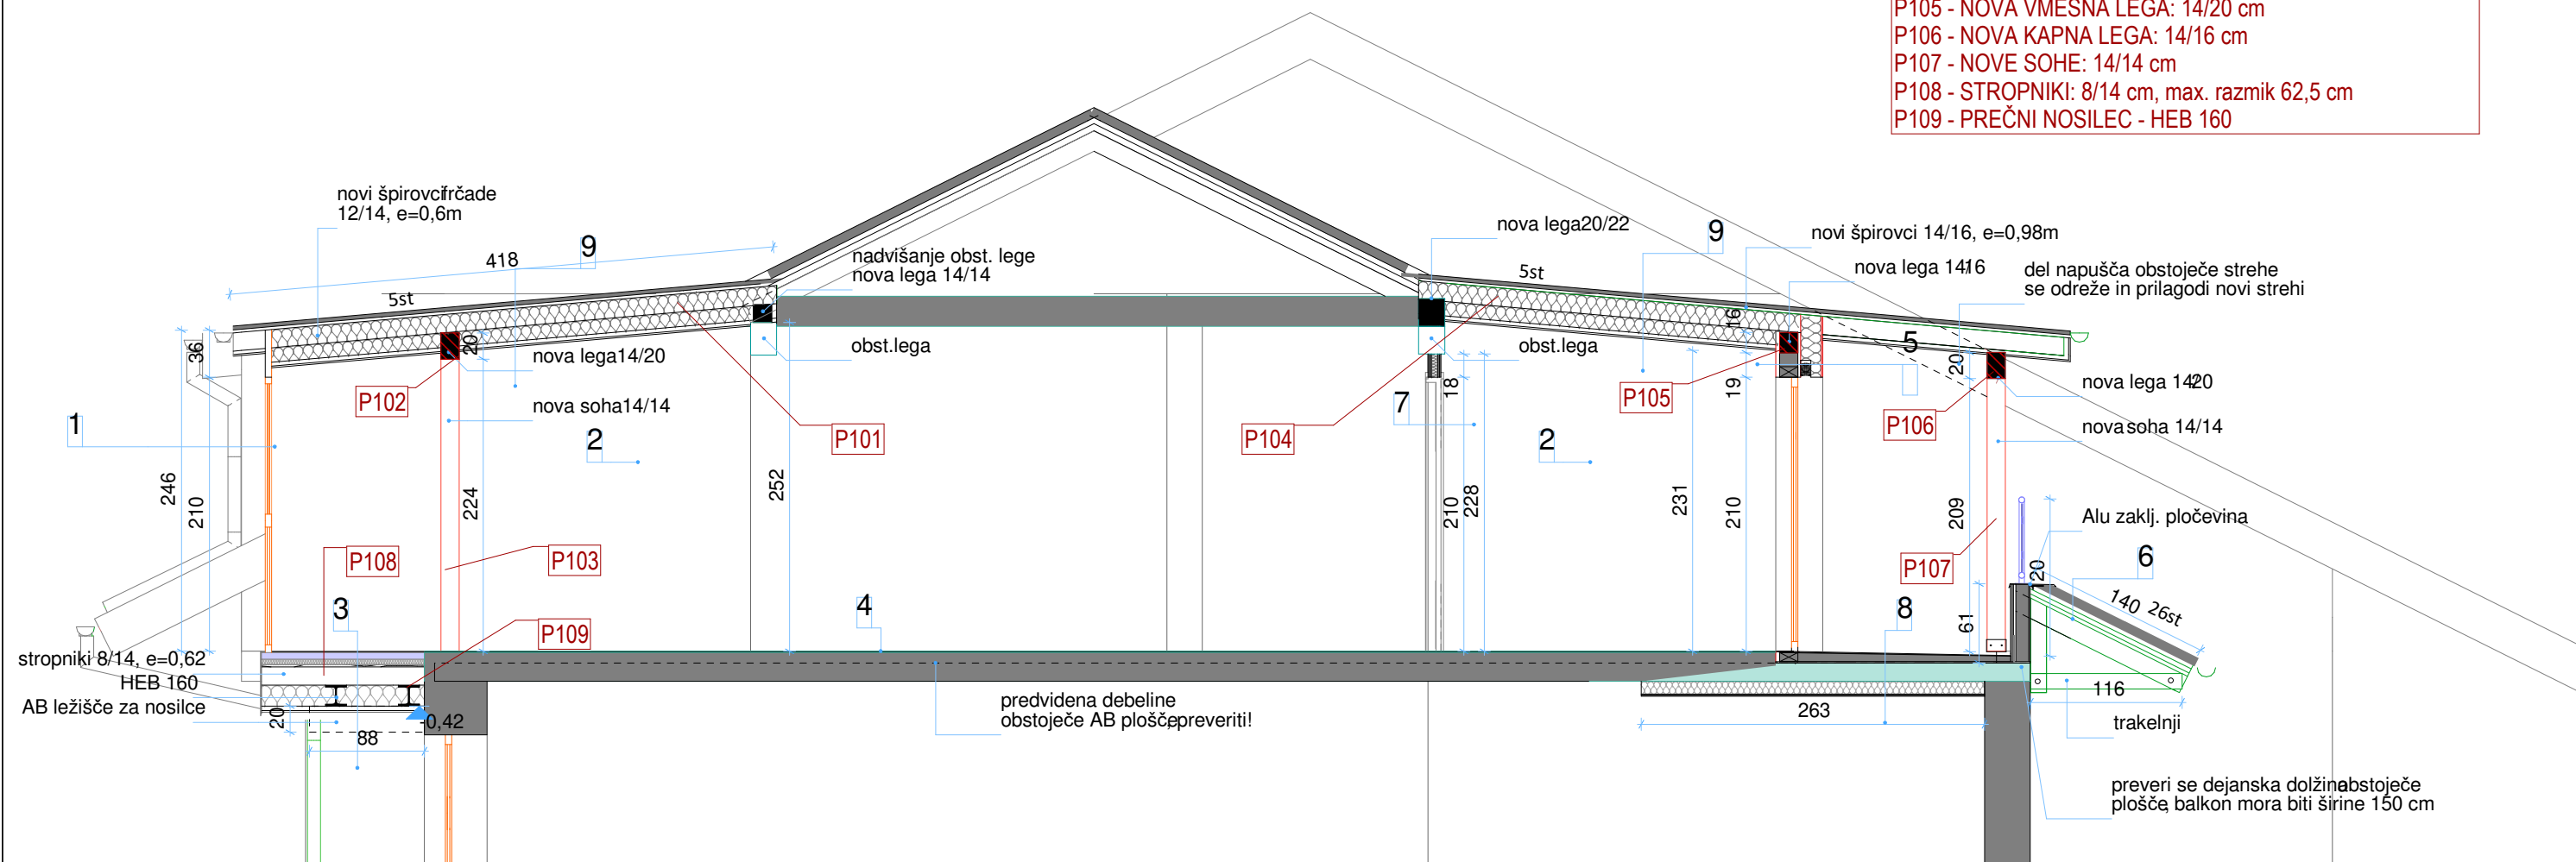 P105 - NOVA VMESNA LEGA: 14/20 cm
P106 - NOVA KAPNA LEGA: 14/16 cm
P107 - NOVE SOHE: 14/14 cm
P108 - STROPNIKI: 8/14 cm, max. razmik 62,5 cm
P109 - PREČNI NOSILEC - HEB 160
novi špirovci frčade
12/14, e=0,6m
418
9
5st
nadvišanje obst. lege
nova lega 14/14
nova lega20/22
9
novi špirovci 14/16, e=0,98m
nova lega 14/16
del napušča obstoječe strehe
se odreže in prilagodi novi strehi
5st
36
20
nova lega14/20
obst.lega
obst.lega
16
5
20
P102
nova soha14/14
P101
P104
7
18
P105
19
P106
nova lega 14/20
nova soha 14/14
1
2
2
246
210
224
252
210
228
231
210
209
Alu zaklj. pločevina
P108
P103
P107
6
20
3
4
8
140
26st
P109
61
stropniki 8/14, e=0,62
HEB 160
AB ležišče za nosilce
20
0,42
88
predvidena debeline
obstoječe AB plošče, preveriti!
263
116
trakelnji
preveri se dejanska dolžina obstoječe
plošče, balkon mora biti širine 150 cm